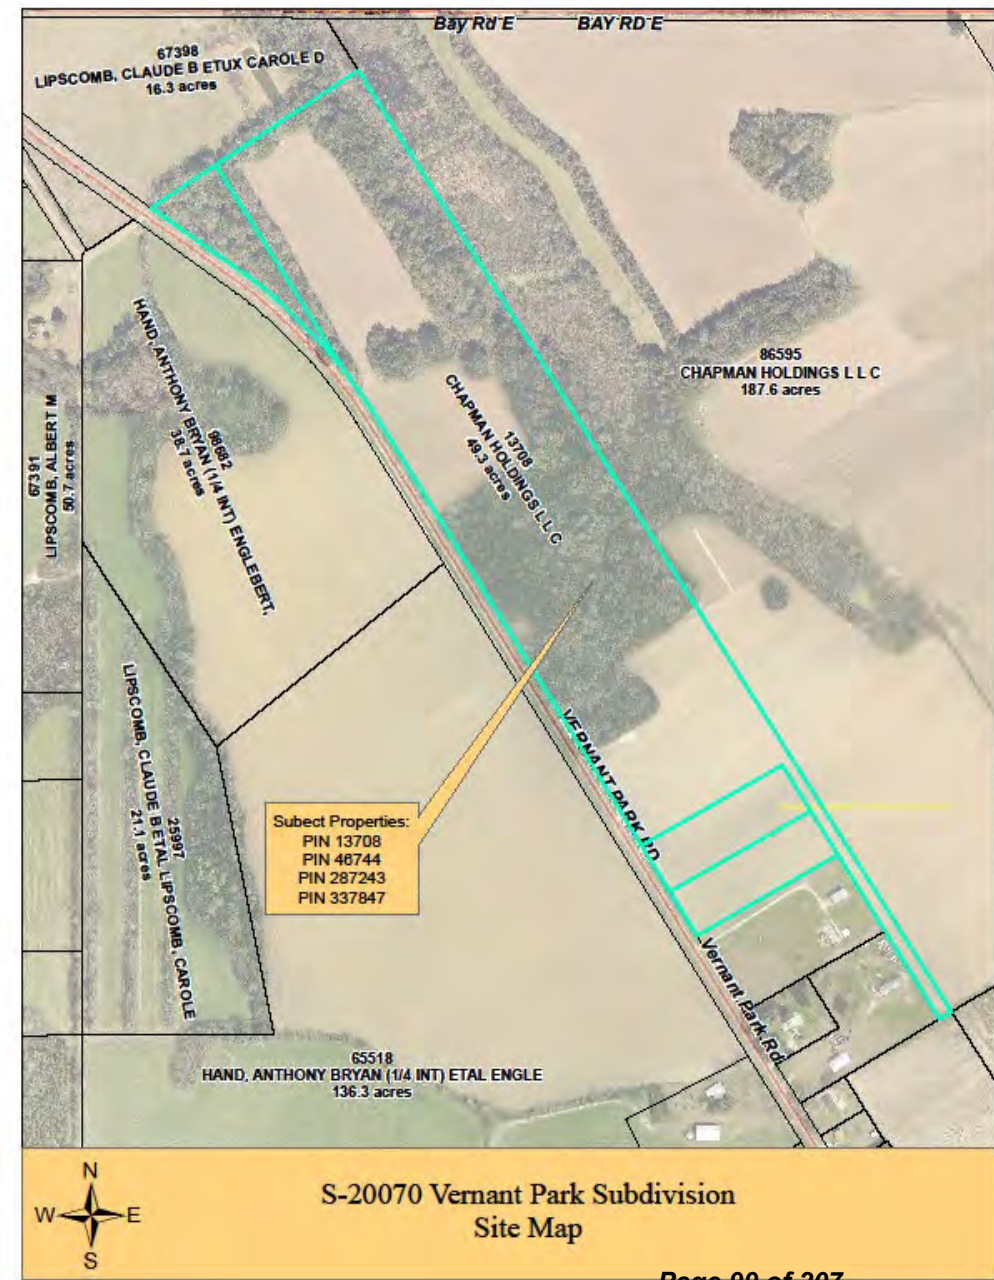 Bay Rd E
BAY RD E
67398
LIPSCOMB, CLAUDE B ETUX CAROLE D
16.3 acres
86595
CHAPMAN HOLDINGS L L C
187.6 acres
13708
CHAPMAN HOLDINGS L L C
49.3 acres
98682
HAND, ANTHONY BRYAN (1/4 INT) ENGLEBERT,
38.7 acres
67391
LIPSCOMB, ALBERT M
50.7 acres
25997
LIPSCOMB, CLAUDE B ETAL LIPSCOMB, CAROLE
21.1 acres
VERNANT PARK RD
Subect Properties:
PIN 13708
PIN 46744
PIN 287243
PIN 337847
Vernant Park Rd
65518
HAND, ANTHONY BRYAN (1/4 INT) ETAL ENGLE
136.3 acres
N
W E
S
S-20070 Vernant Park Subdivision
Site Map